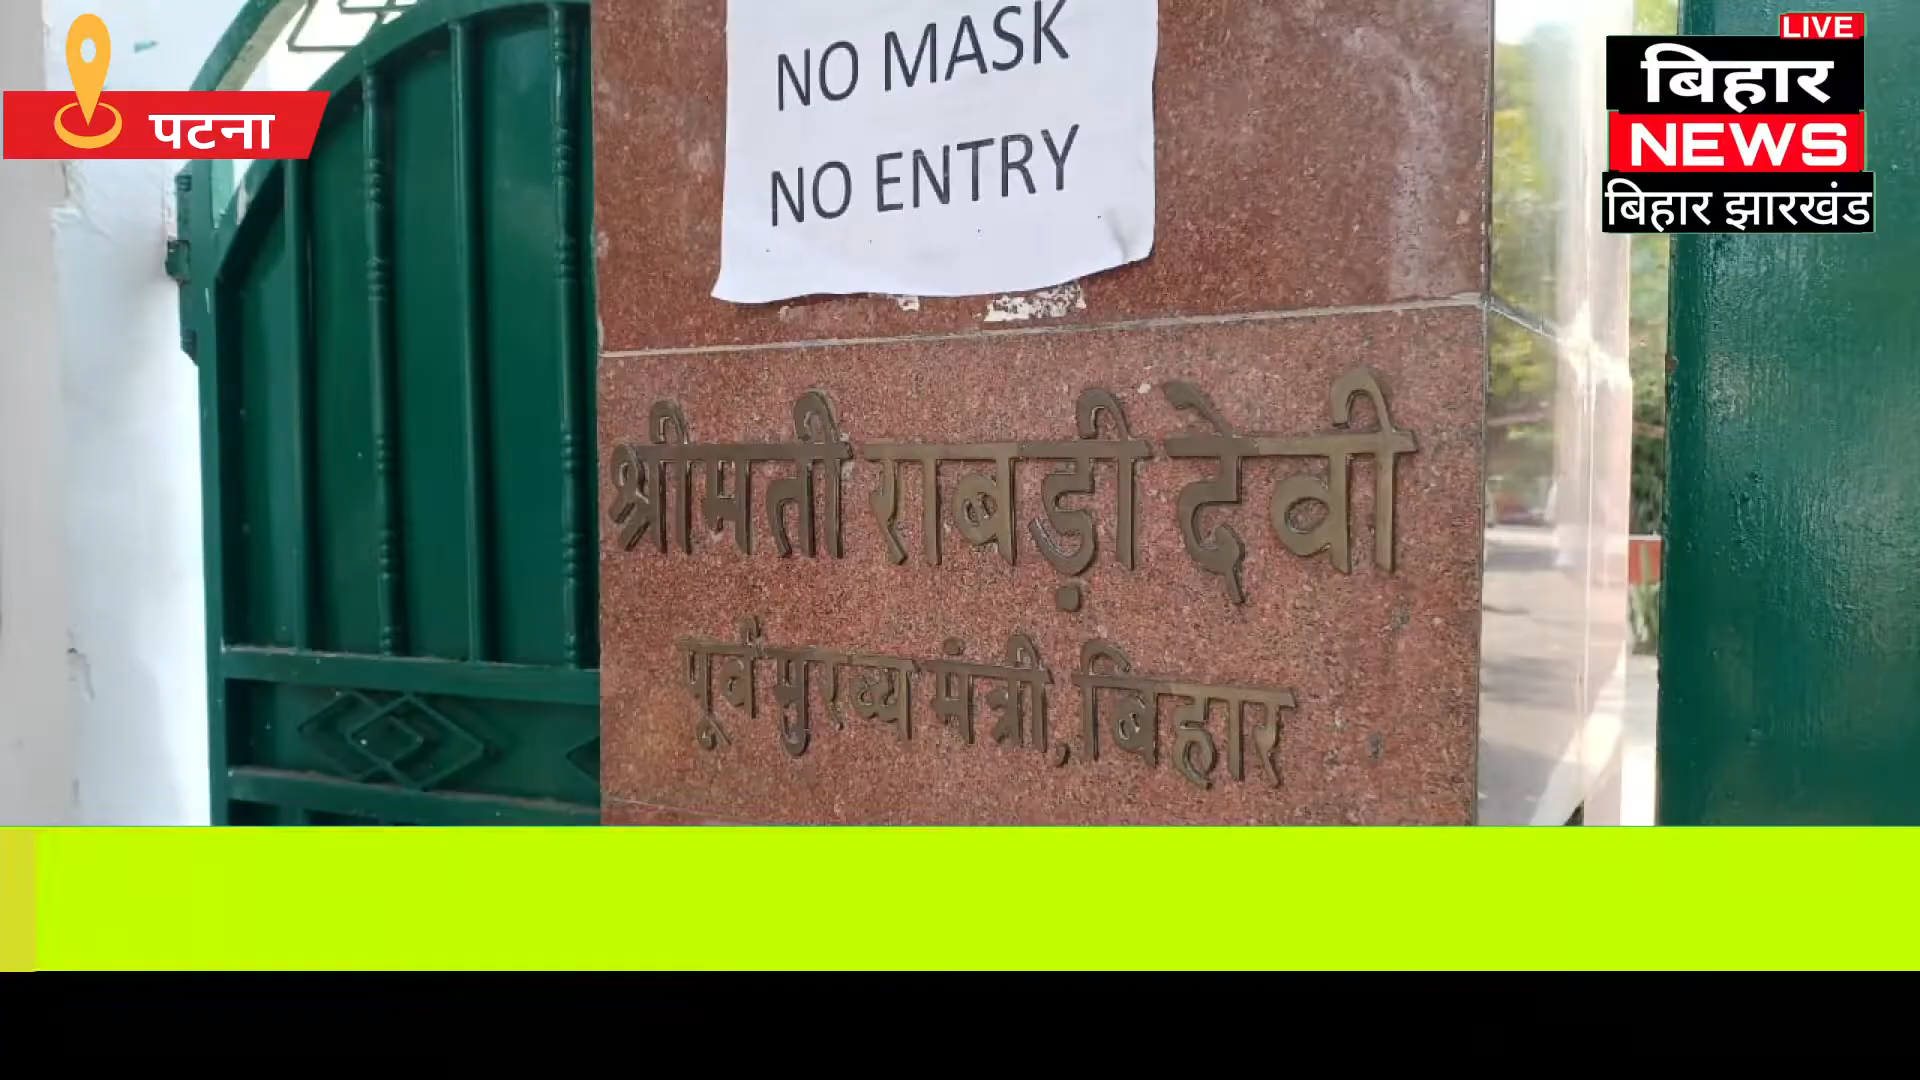 LIVE
बिहार
NEWS
बिहार झारखंड
पटना
NO MASK
NO ENTRY
श्रीमती राबड़ी देवी
पूर्व मुख्य मंत्री, बिहार